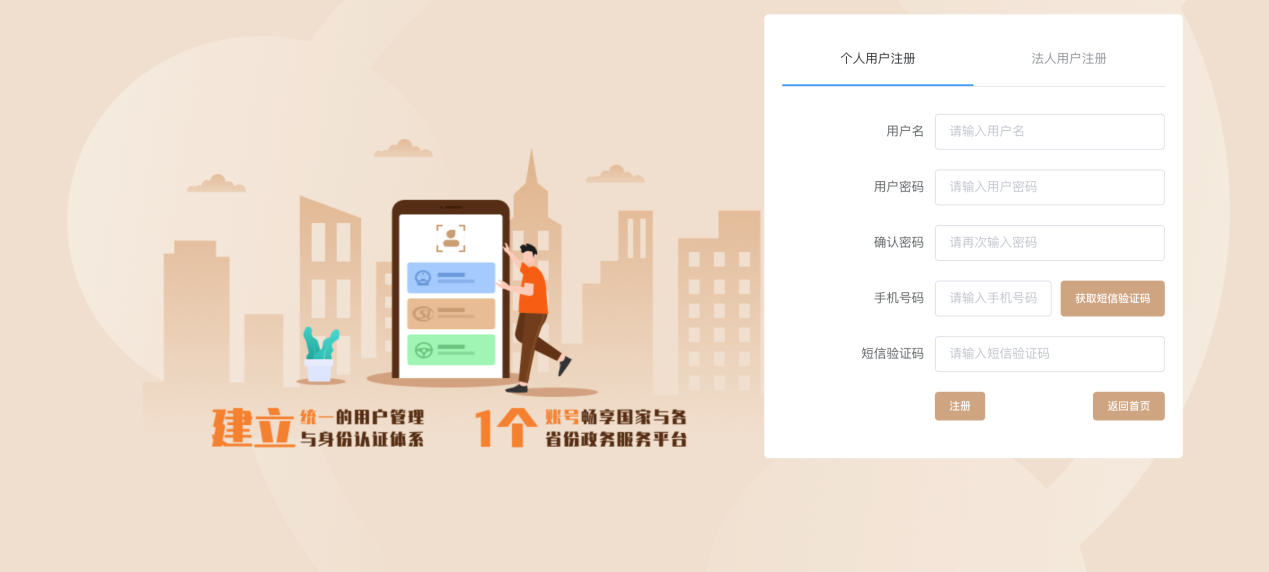 个人用户注册
法人用户注册
用户名
请输入用户名
用户密码
请输入用户密码
确认密码
请再次输入密码
手机号码
请输入手机号码
获取短信验证码
短信验证码
请输入短信验证码
注册
返回首页
建立统一的用户管理
与身份认证体系
1个账号畅享国家与各
省份政务服务平台